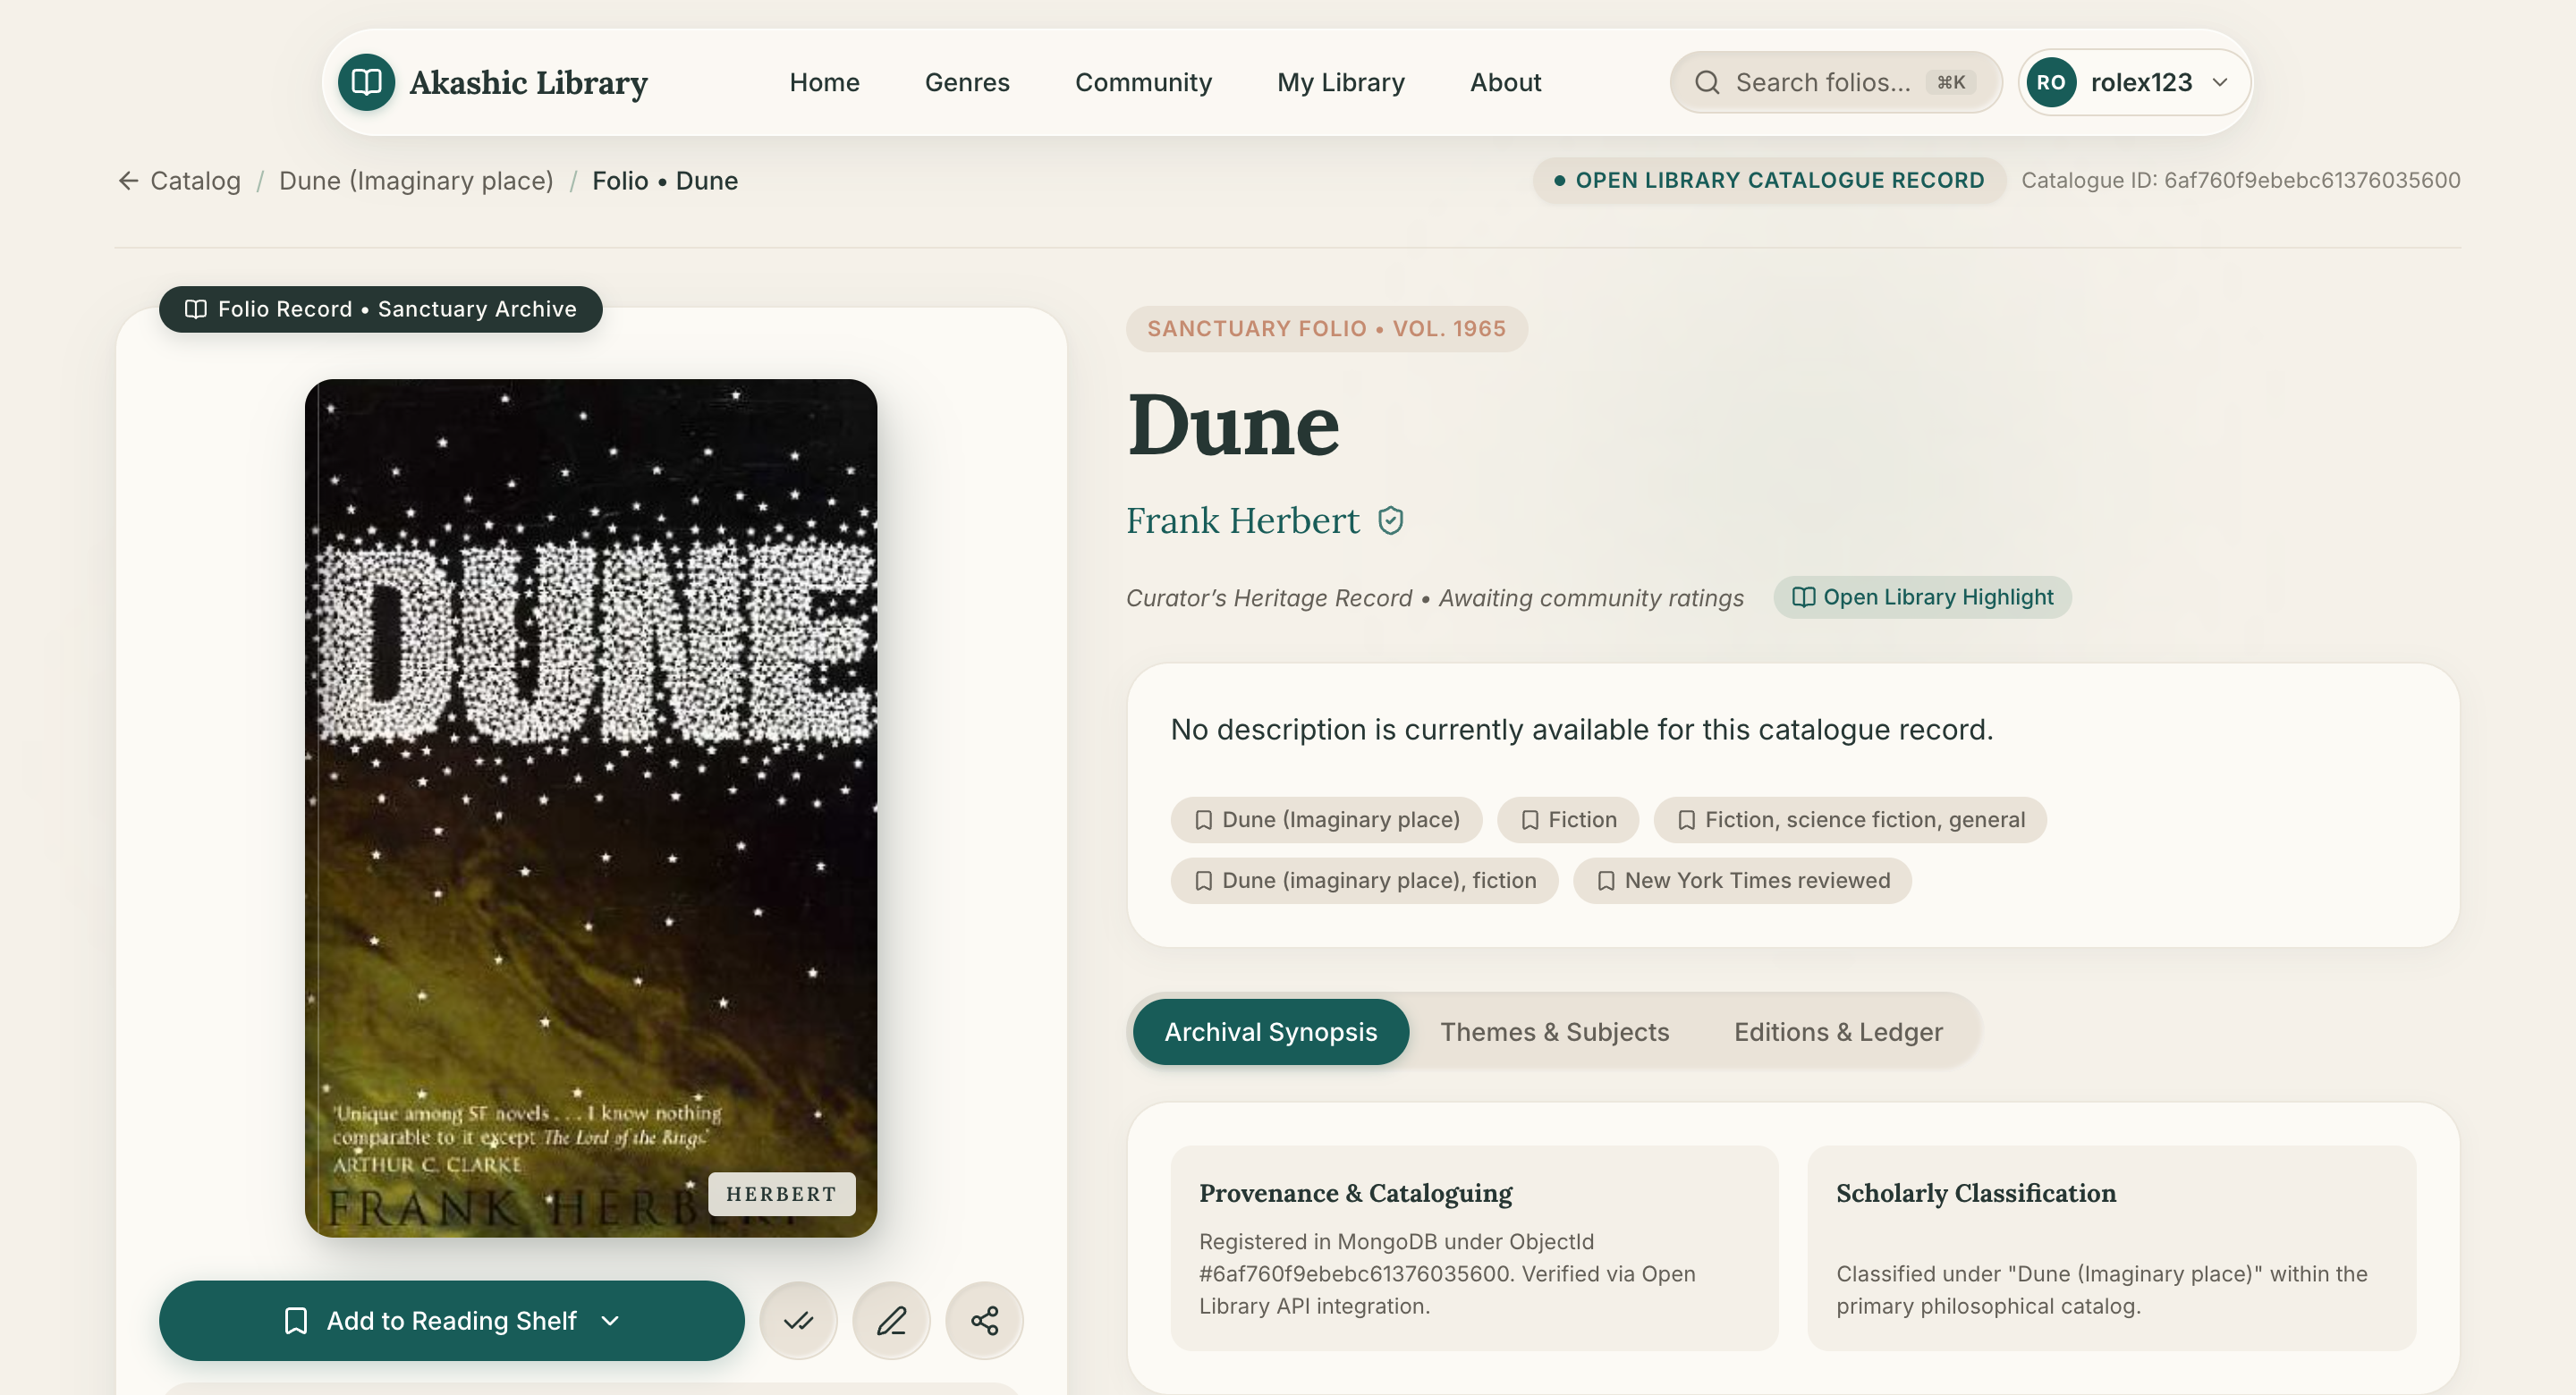 Akashic Library
Home
Genres
Community
My Library
About
Search folios...
⌘K
RO
rolex123
Catalog / Dune (Imaginary place) / Folio • Dune
OPEN LIBRARY CATALOGUE RECORD
Catalogue ID: 6af760f9ebebc61376035600
Folio Record • Sanctuary Archive
DUNE
'Unique among SF novels . . . I know nothing
comparable to it except The Lord of the Rings.'
ARTHUR C. CLARKE
FRANK HERBERT
HERBERT
Add to Reading Shelf
SANCTUARY FOLIO • VOL. 1965
Dune
Frank Herbert
Curator’s Heritage Record • Awaiting community ratings
Open Library Highlight
No description is currently available for this catalogue record.
Dune (Imaginary place)
Fiction
Fiction, science fiction, general
Dune (imaginary place), fiction
New York Times reviewed
Archival Synopsis
Themes & Subjects
Editions & Ledger
Provenance & Cataloguing
Registered in MongoDB under ObjectId
#6af760f9ebebc61376035600. Verified via Open
Library API integration.
Scholarly Classification
Classified under "Dune (Imaginary place)" within the
primary philosophical catalog.